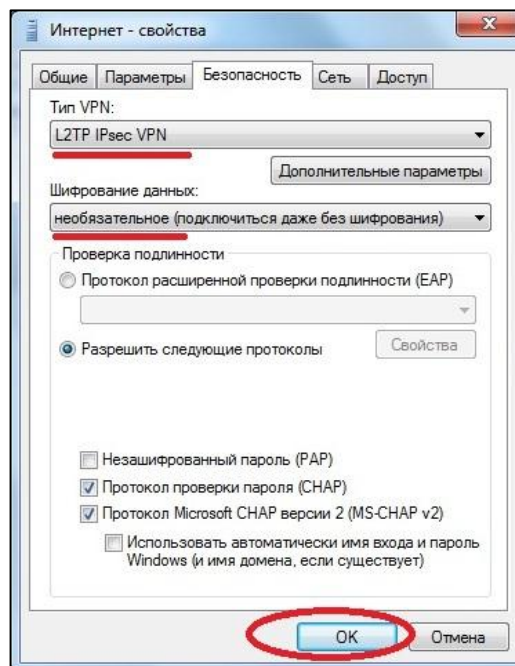 Интернет - свойства
Общие Параметры Безопасность Сеть Доступ
Тип VPN:
L2TP IPsec VPN
Дополнительные параметры
Шифрование данных:
необязательное (подключиться даже без шифрования)
Проверка подлинности
Протокол расширенной проверки подлинности (EAP)
Разрешить следующие протоколы
Свойства
Незашифрованный пароль (PAP)
Протокол проверки пароля (CHAP)
Протокол Microsoft CHAP версии 2 (MS-CHAP v2)
Использовать автоматически имя входа и пароль
Windows (и имя домена, если существует)
OK Отмена